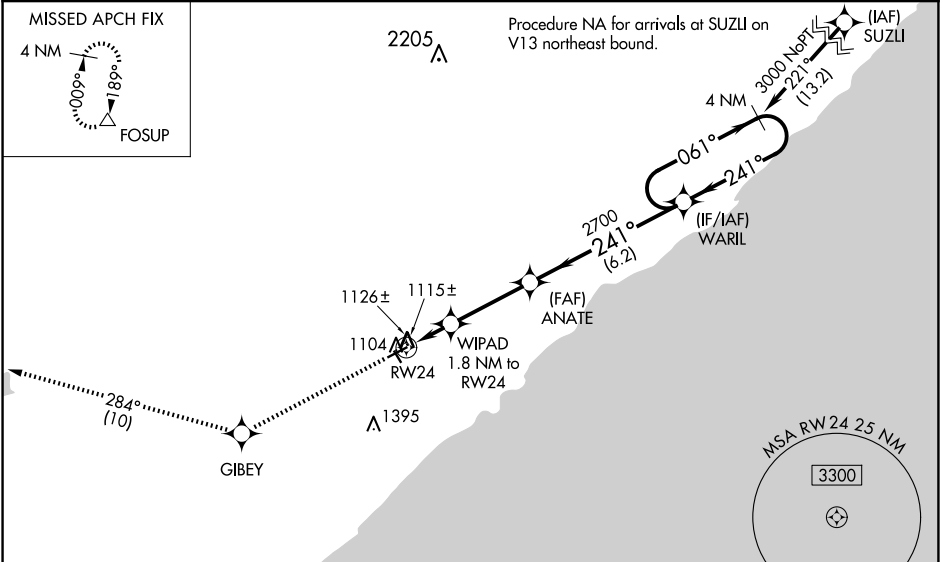 MISSED APCH FIX
4 NM
009°
189°
FOSUP
2205
Procedure NA for arrivals at SUZLI on
V13 northeast bound.
(IAF)
SUZLI
3000 NoPT
221°
(13.2)
4 NM
061°
241°
(IF/IAF)
WARIL
2700
241°
(6.2)
(FAF)
ANATE
1126±
1115±
1104
WIPAD
1.8 NM to
RW24
RW24
284°
(10)
1395
GIBEY
MSA RW24 25 NM
3300